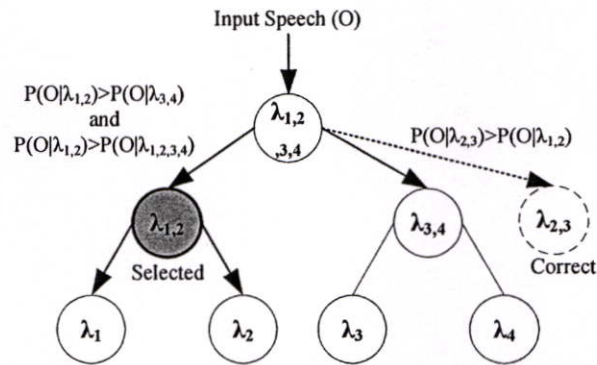 Input Speech (O)
P(O|λ1,2)>P(O|λ3,4)
and
P(O|λ1,2)>P(O|λ1,2,3,4)
λ1,2
,3,4
P(O|λ2,3)>P(O|λ1,2)
λ1,2
λ3,4
λ2,3
Selected
Correct
λ1
λ2
λ3
λ4